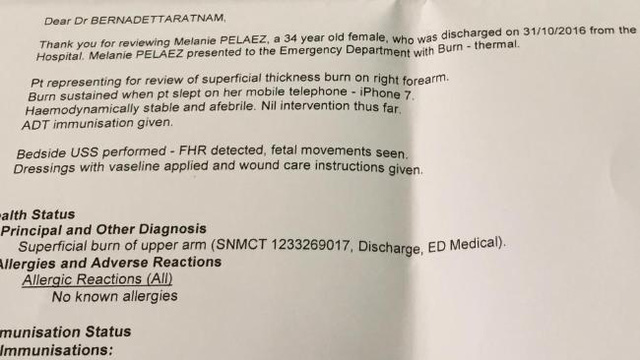 Dear Dr BERNADETTARATNAM,
Thank you for reviewing Melanie PELAEZ, a 34 year old female, who was discharged on 31/10/2016 from the
Hospital. Melanie PELAEZ presented to the Emergency Department with Burn - thermal.
Pt representing for review of superficial thickness burn on right forearm.
Burn sustained when pt slept on her mobile telephone - iPhone 7.
Haemodynamically stable and afebrile. Nil intervention thus far.
ADT immunisation given.
Bedside USS performed - FHR detected, fetal movements seen.
Dressings with vaseline applied and wound care instructions given.
alth Status
Principal and Other Diagnosis
Superficial burn of upper arm (SNMCT 1233269017, Discharge, ED Medical).
Allergies and Adverse Reactions
Allergic Reactions (All)
No known allergies
munisation Status
Immunisations: